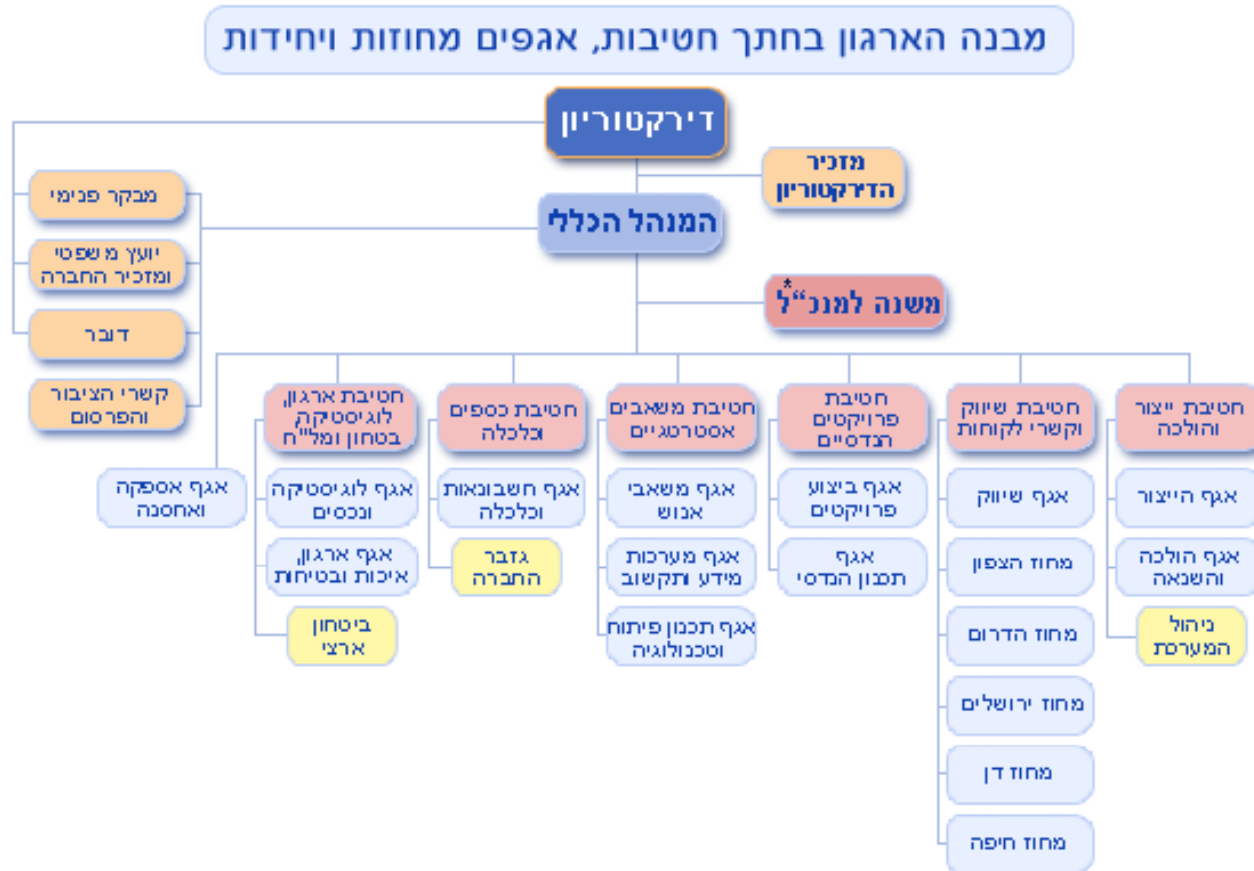 מבנה הארגון בחתך חטיבות, אגפים מחוזות ויחידות
דירקטוריון
מזכיר
הדירקטוריון
המנהל הכללי
משנה למנכ"ל*
מבקר פנימי
יועץ משפטי
ומזכיר החברה
דובר
קשרי הציבור
והפרסום
חטיבת ייצור
והולכה
אגף הייצור
אגף הולכה
והשנאה
ניהול
המערכת
חטיבת שיווק
וקשרי לקוחות
אגף שיווק
מחוז הצפון
מחוז הדרום
מחוז ירושלים
מחוז דן
מחוז חיפה
חטיבת
פרויקטים
הנדסיים
אגף ביצוע
פרויקטים
אגף
תכנון הנדסי
חטיבת משאבים
אסטרטגיים
אגף משאבי
אנוש
אגף מערכות
מידע ותקשוב
אגף תכנון פיתוח
וטכנולוגיה
חטיבת כספים
וכלכלה
אגף חשבונאות
וכלכלה
גזבר
החברה
חטיבת ארגון,
לוגיסטיקה,
בטחון ומל"ח
אגף לוגיסטיקה
ונכסים
אגף ארגון,
איכות ובטיחות
ביטחון
ארצי
אגף אספקה
ואחסנה